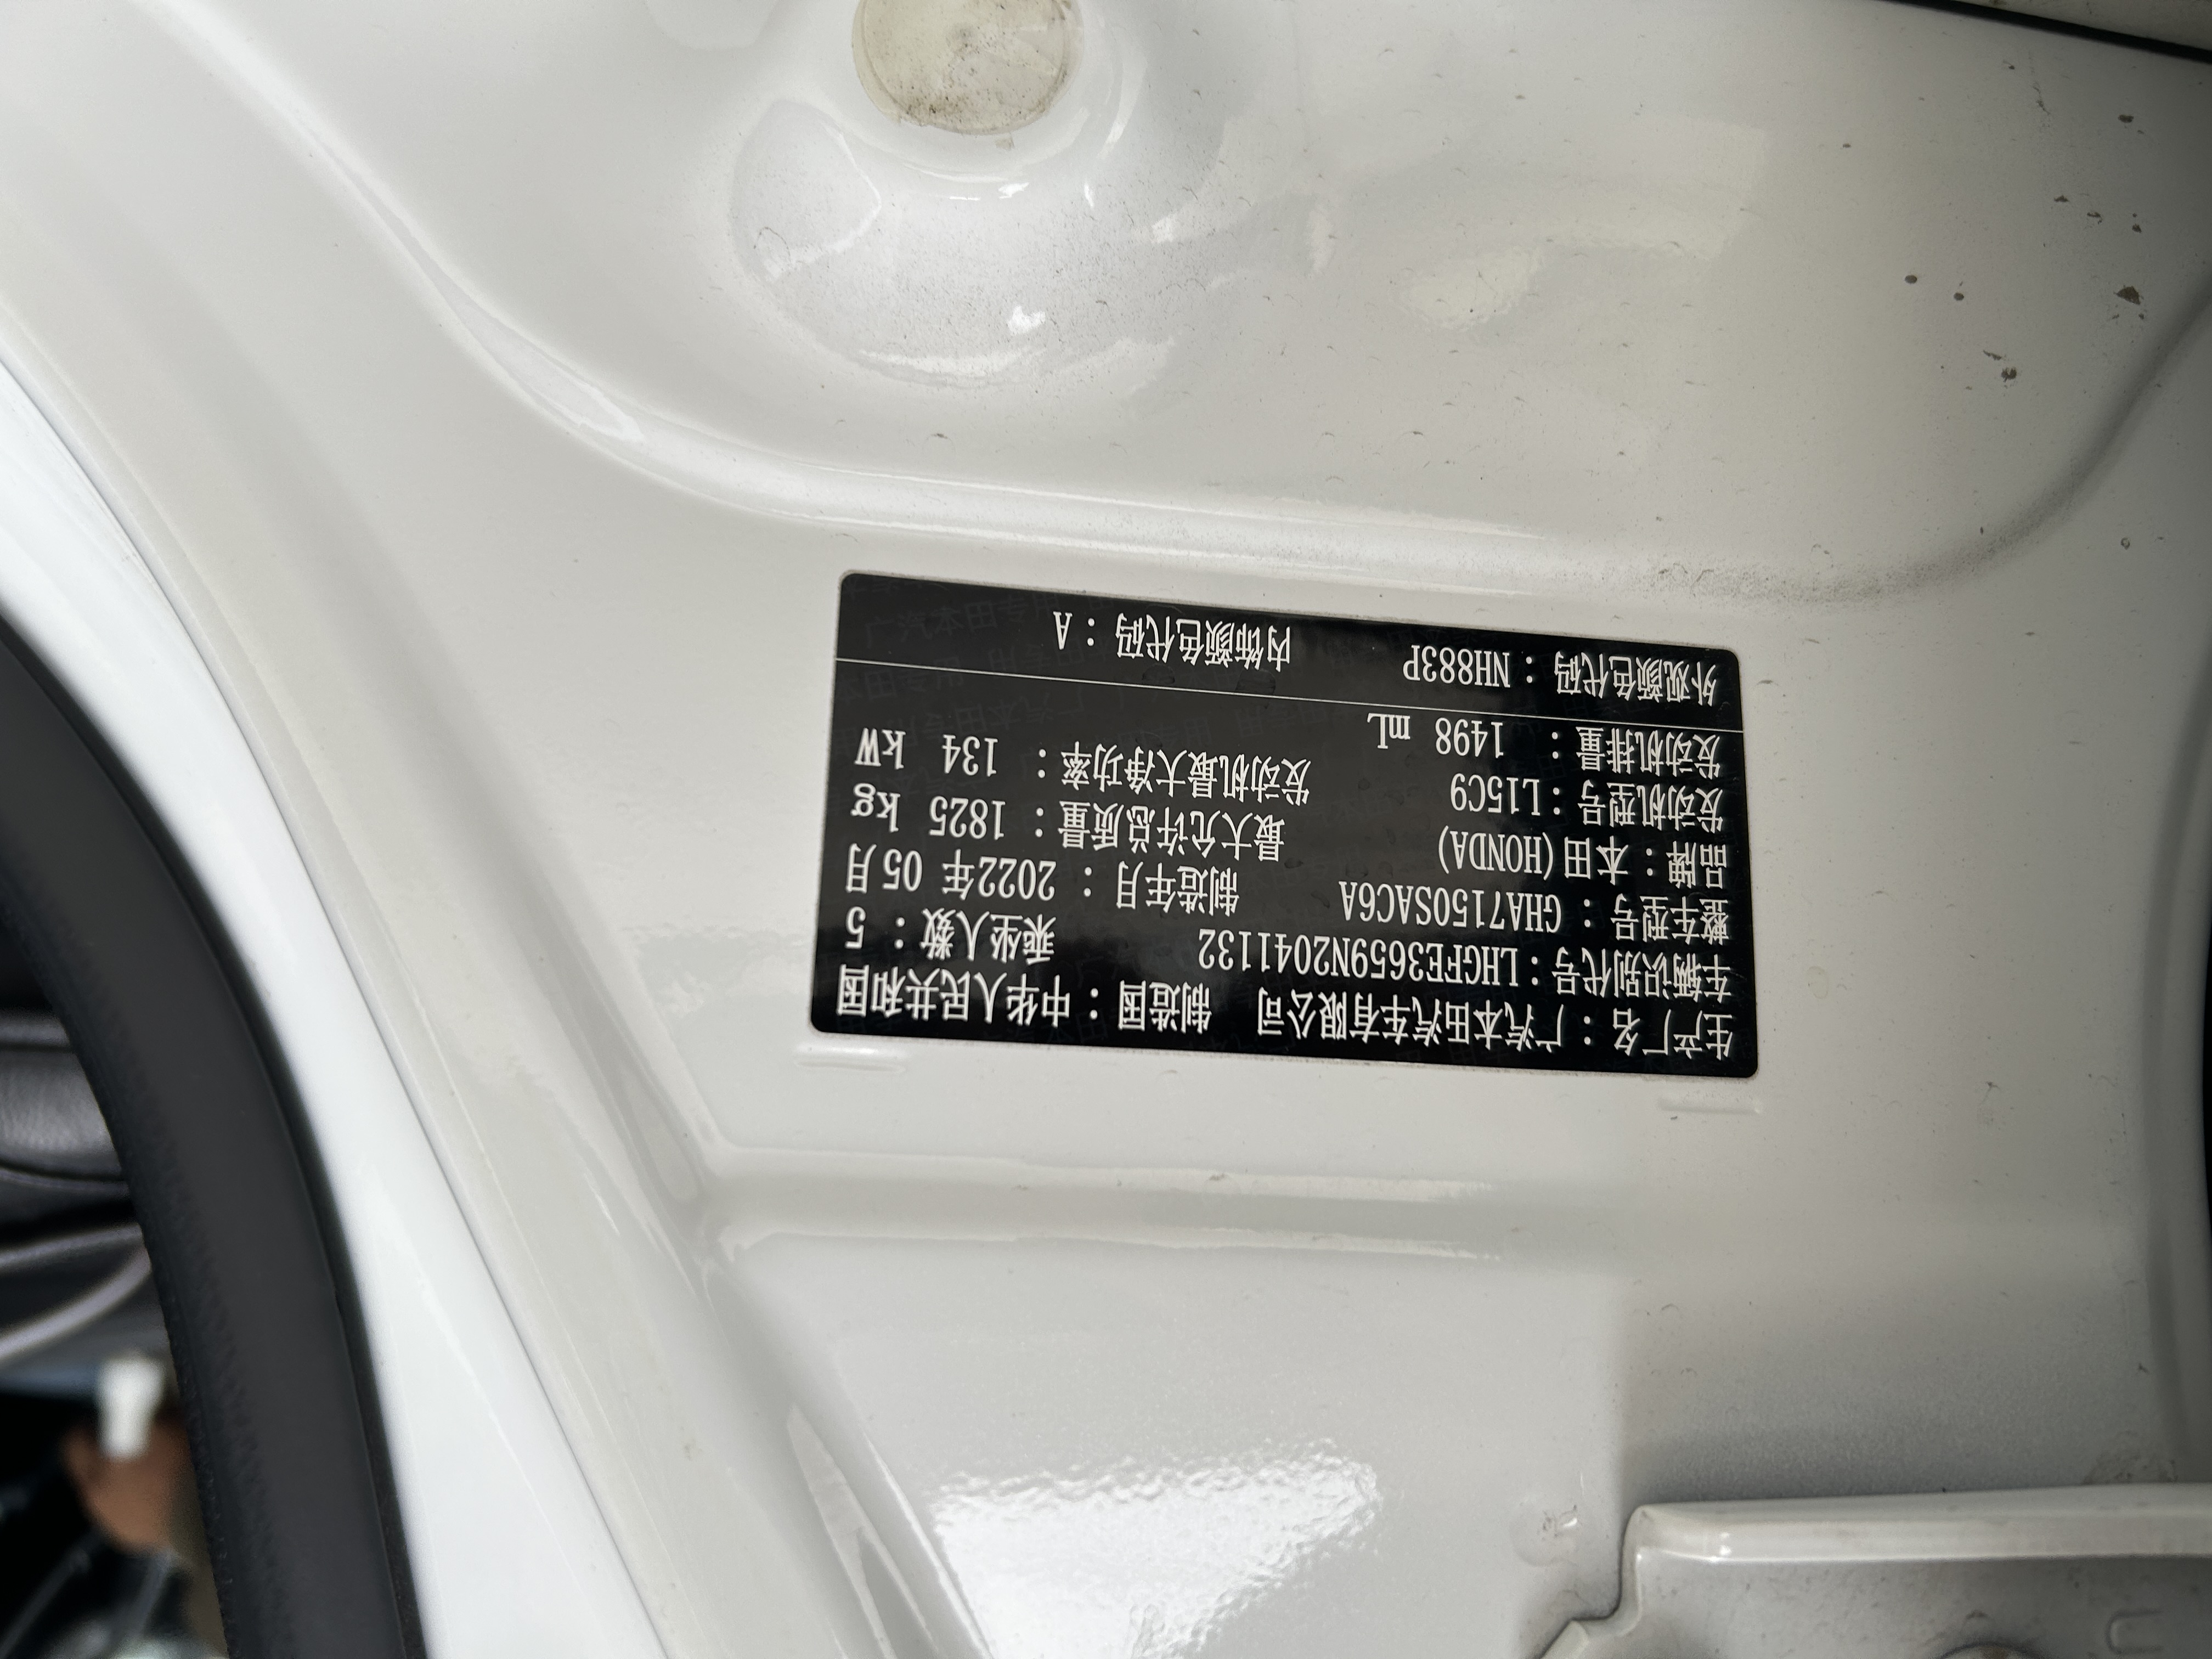 生产厂名：广汽本田汽车有限公司 制造国：中华人民共和国
车辆识别代号：LHGFE3659N2041132 乘坐人数：5
整车型号：GHA7150SAC6A 制造年月：2022年 05月
品牌：本田(HONDA) 最大允许总质量：1825 kg
发动机型号：L15C9 发动机最大净功率：134 kW
发动机排量：1498 mL
外观颜色代码：NH883P 内饰颜色代码：A